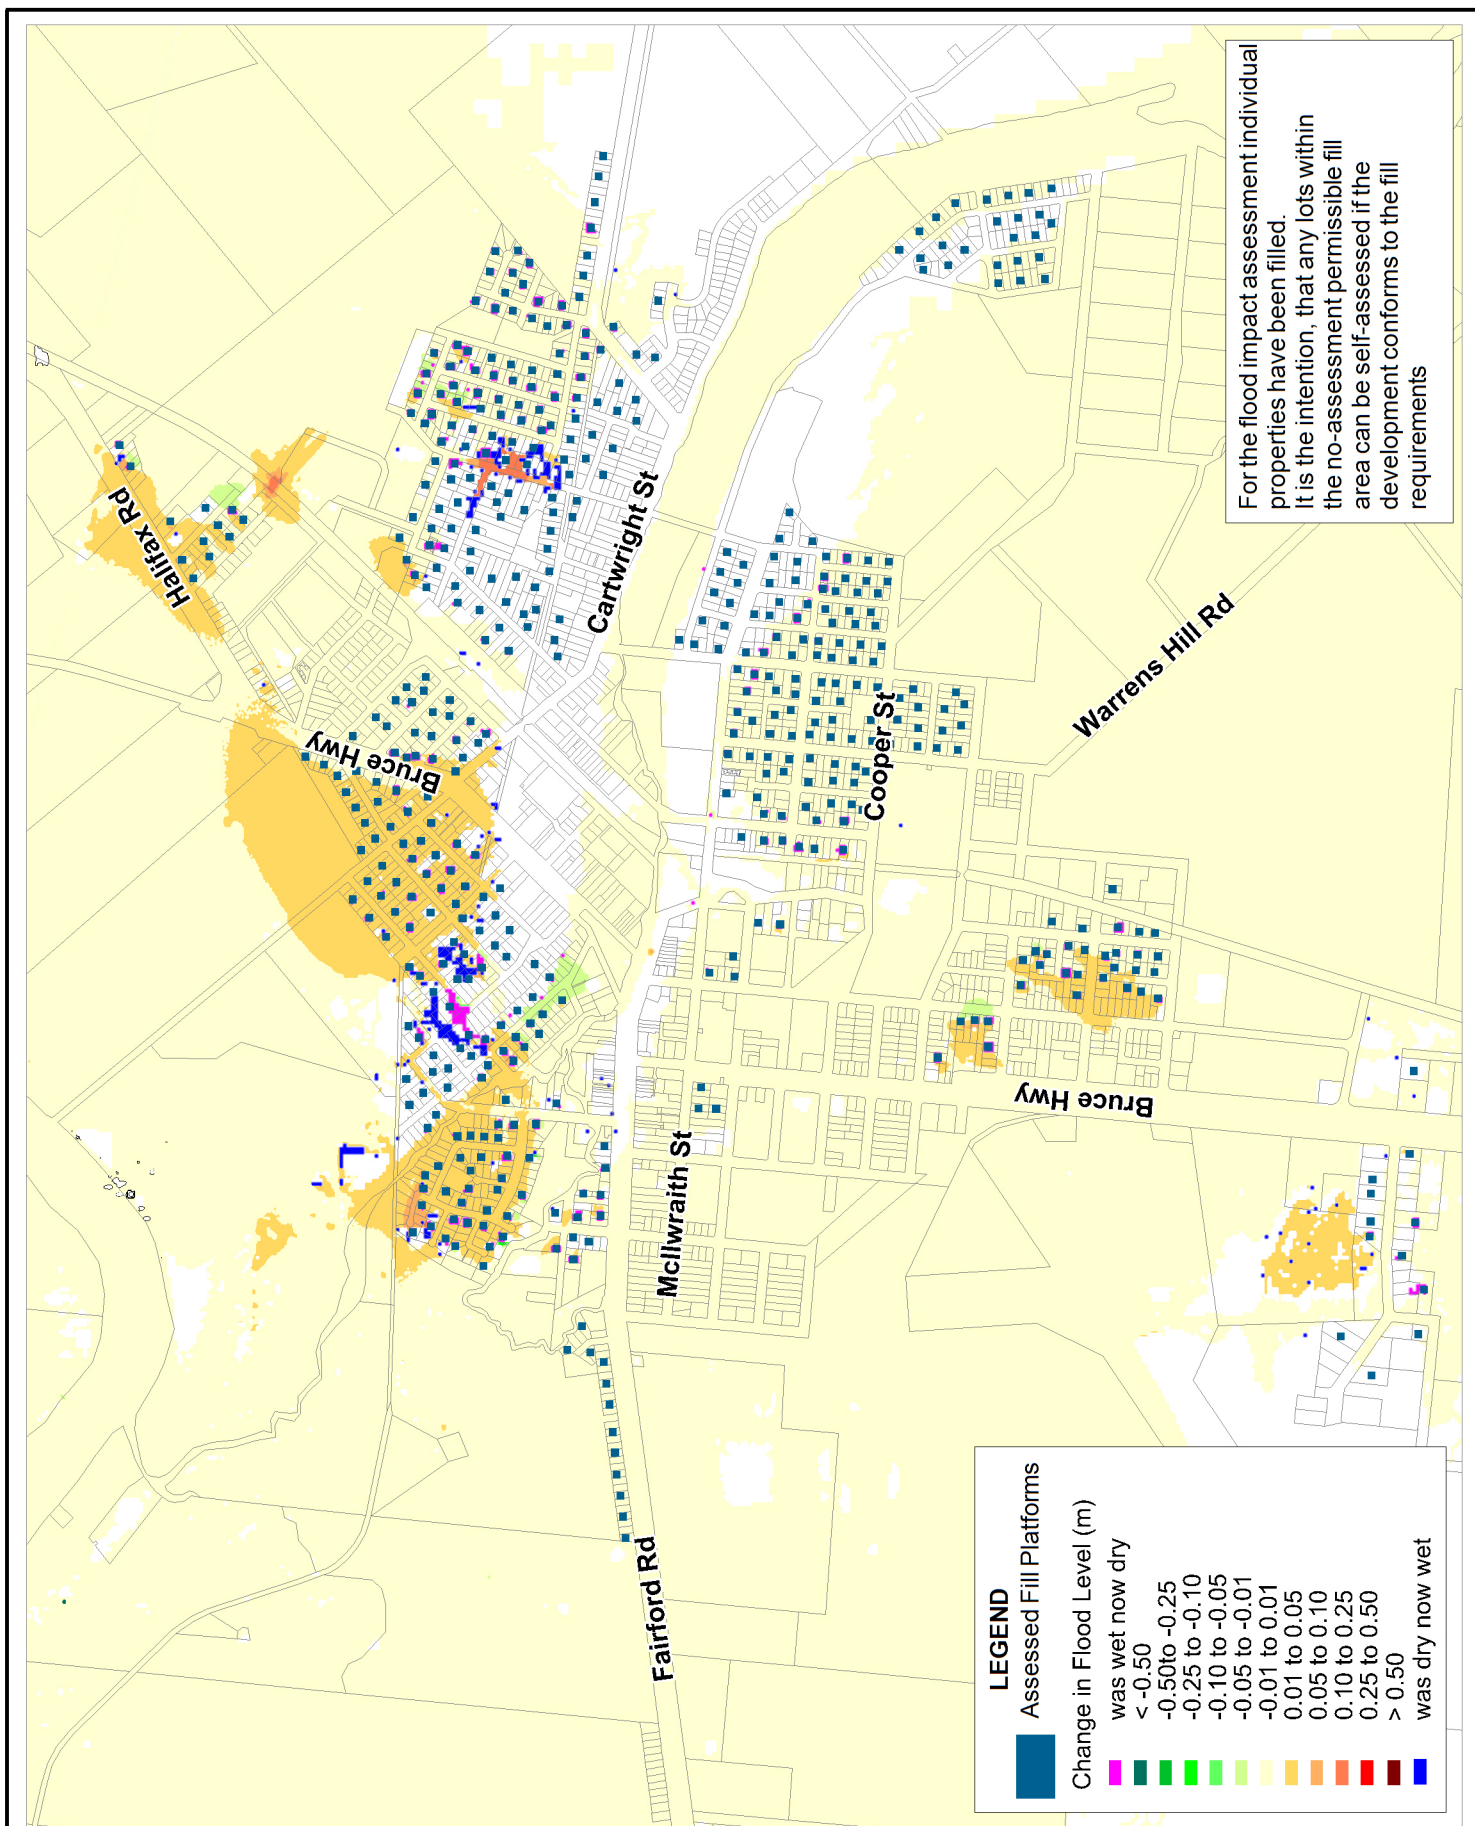 For the flood impact assessment individual
properties have been filled.
It is the intention, that any lots within
the no-assessment permissible fill
area can be self-assessed if the
development conforms to the fill
requirements
Halifax Rd
Bruce Hwy
Cartwright St
Cooper St
Warrens Hill Rd
McIlwraith St
Bruce Hwy
Fairford Rd
LEGEND
Assessed Fill Platforms
Change in Flood Level (m)
was wet now dry
< -0.50
-0.50to -0.25
-0.25 to -0.10
-0.10 to -0.05
-0.05 to -0.01
-0.01 to 0.01
0.01 to 0.05
0.05 to 0.10
0.10 to 0.25
0.25 to 0.50
> 0.50
was dry now wet